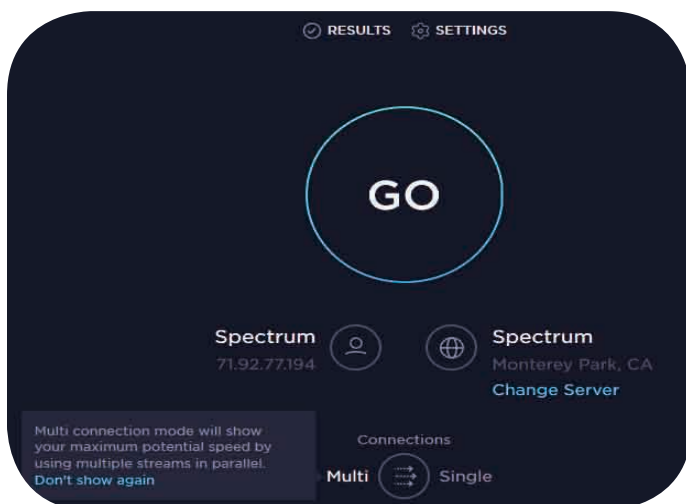 RESULTS SETTINGS
GO
Spectrum
71.92.77.194
Spectrum
Monterey Park, CA
Change Server
Multi connection mode will show
your maximum potential speed by
using multiple streams in parallel.
Don't show again
Connections
Multi Single